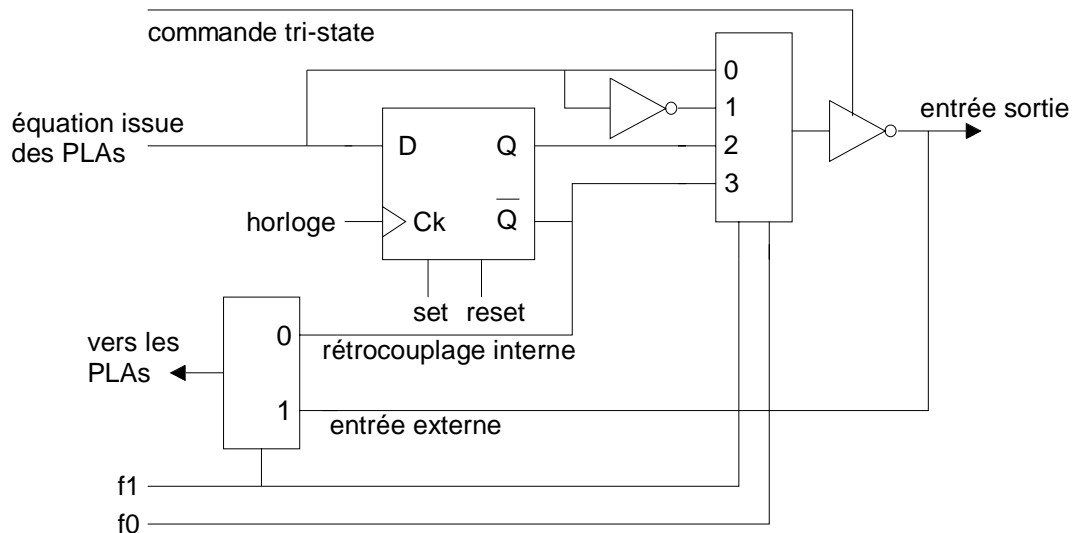 commande tri-state
0
1
2
3
entrée sortie
équation issue
des PLAs
D
Q
Q̅
horloge
Ck
set
reset
vers les
PLAs
0
rétrocouplage interne
1
entrée externe
f1
f0